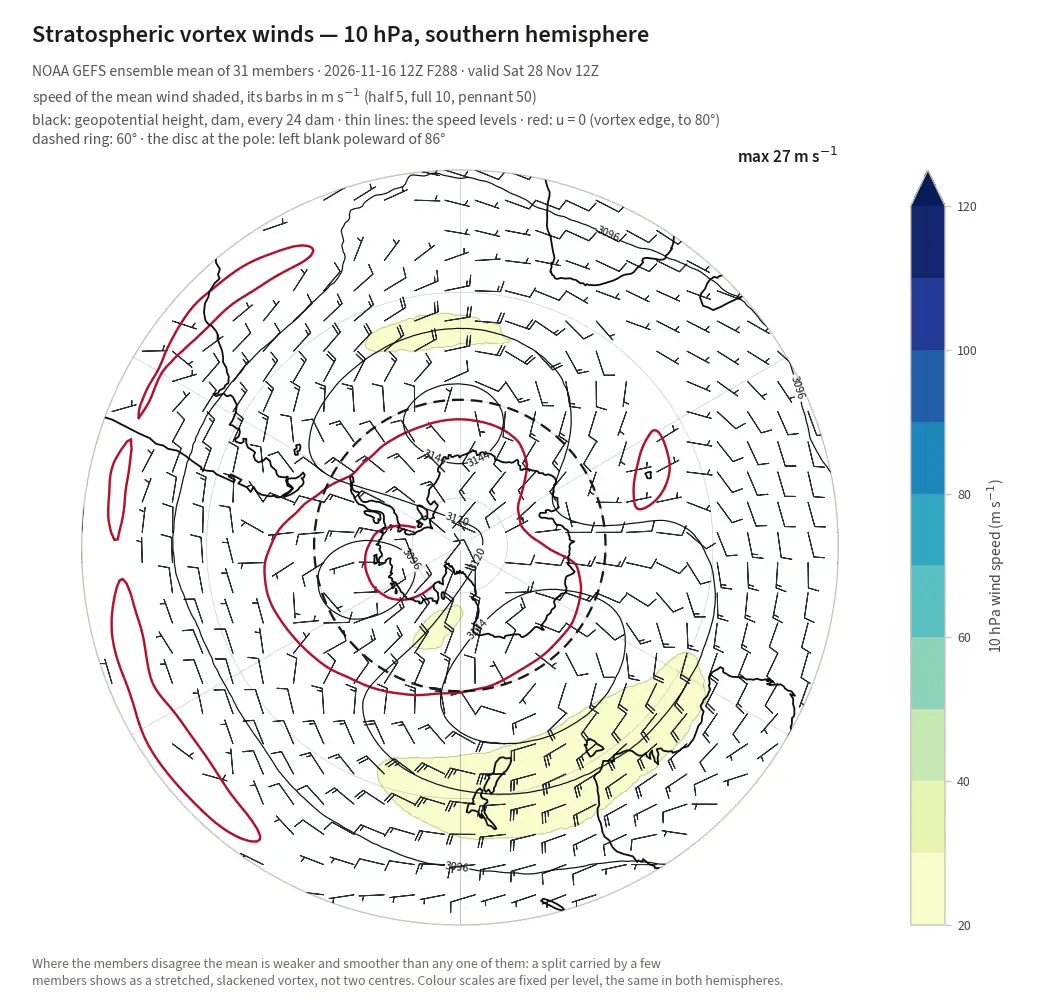 Stratospheric vortex winds — 10 hPa, southern hemisphere
NOAA GEFS ensemble mean of 31 members · 2026-11-16 12Z F288 · valid Sat 28 Nov 12Z
speed of the mean wind shaded, its barbs in m s⁻¹ (half 5, full 10, pennant 50)
black: geopotential height, dam, every 24 dam · thin lines: the speed levels · red: u = 0 (vortex edge, to 80°)
dashed ring: 60° · the disc at the pole: left blank poleward of 86°
max 27 m s⁻¹
120
100
80
60
40
20
10 hPa wind speed (m s⁻¹)
3096
3096
3144
3120
3096
3120
3096
Where the members disagree the mean is weaker and smoother than any one of them: a split carried by a few
members shows as a stretched, slackened vortex, not two centres. Colour scales are fixed per level, the same in both hemispheres.